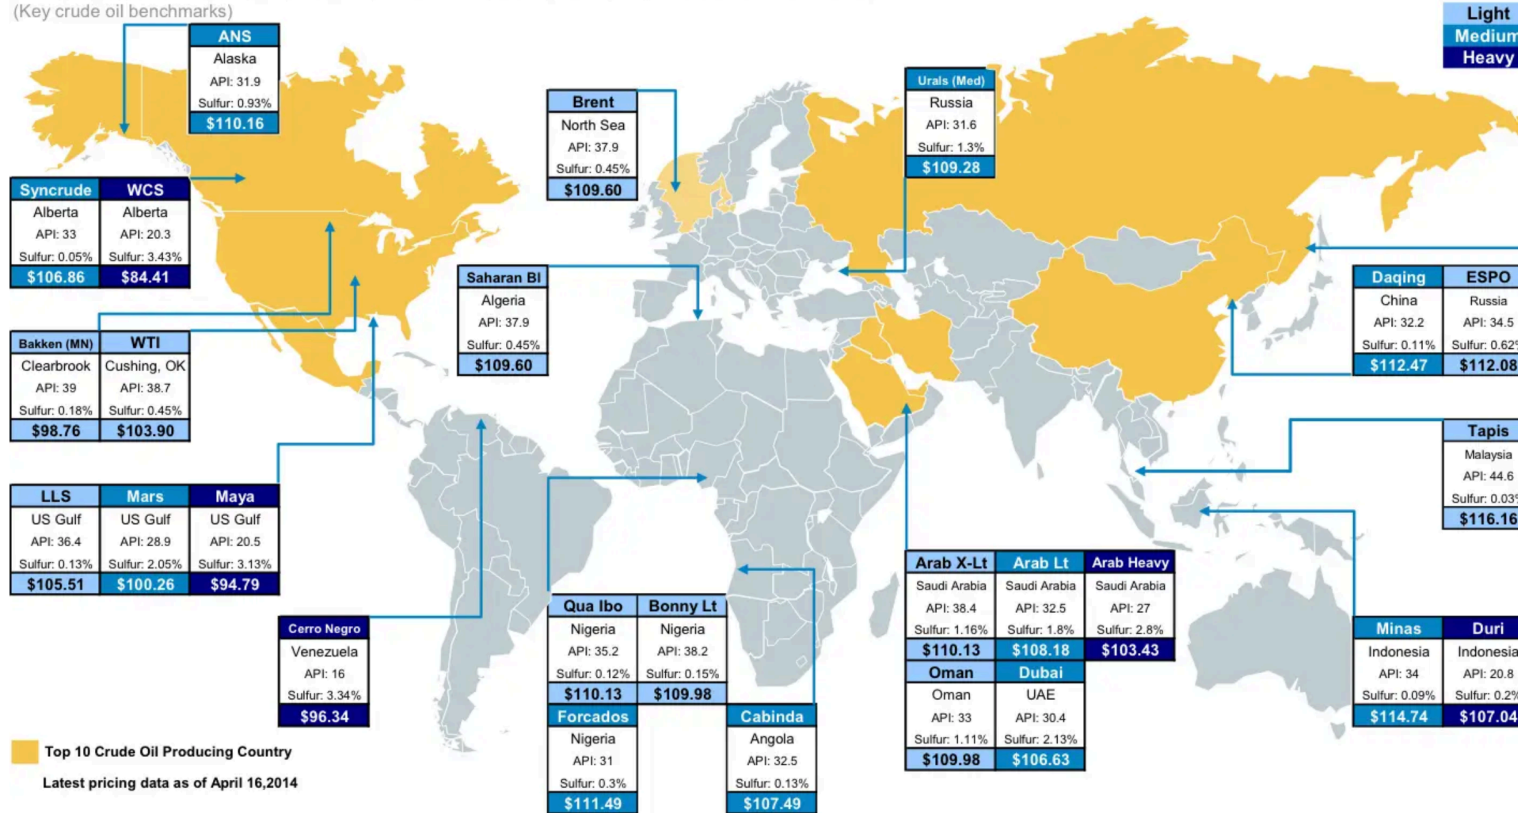 (Key crude oil benchmarks)
Light
Medium
Heavy
ANS
Alaska
API: 31.9
Sulfur: 0.93%
$110.16
Syncrude
Alberta
API: 33
Sulfur: 0.05%
$106.86
WCS
Alberta
API: 20.3
Sulfur: 3.43%
$84.41
Bakken (MN)
Clearbrook
API: 39
Sulfur: 0.18%
$98.76
WTI
Cushing, OK
API: 38.7
Sulfur: 0.45%
$103.90
LLS
US Gulf
API: 36.4
Sulfur: 0.13%
$105.51
Mars
US Gulf
API: 28.9
Sulfur: 2.05%
$100.26
Maya
US Gulf
API: 20.5
Sulfur: 3.13%
$94.79
Cerro Negro
Venezuela
API: 16
Sulfur: 3.34%
$96.34
Brent
North Sea
API: 37.9
Sulfur: 0.45%
$109.60
Saharan Bl
Algeria
API: 37.9
Sulfur: 0.45%
$109.60
Qua Ibo
Nigeria
API: 35.2
Sulfur: 0.12%
$110.13
Bonny Lt
Nigeria
API: 38.2
Sulfur: 0.15%
$109.98
Forcados
Nigeria
API: 31
Sulfur: 0.3%
$111.49
Cabinda
Angola
API: 32.5
Sulfur: 0.13%
$107.49
Urals (Med)
Russia
API: 31.6
Sulfur: 1.3%
$109.28
Arab X-Lt
Saudi Arabia
API: 38.4
Sulfur: 1.16%
$110.13
Arab Lt
Saudi Arabia
API: 32.5
Sulfur: 1.8%
$108.18
Arab Heavy
Saudi Arabia
API: 27
Sulfur: 2.8%
$103.43
Oman
Oman
API: 33
Sulfur: 1.11%
$109.98
Dubai
UAE
API: 30.4
Sulfur: 2.13%
$106.63
Daqing
China
API: 32.2
Sulfur: 0.11%
$112.47
ESPO
Russia
API: 34.5
Sulfur: 0.62%
$112.08
Tapis
Malaysia
API: 44.6
Sulfur: 0.03%
$116.16
Minas
Indonesia
API: 34
Sulfur: 0.09%
$114.74
Duri
Indonesia
API: 20.8
Sulfur: 0.2%
$107.04
Top 10 Crude Oil Producing Country
Latest pricing data as of April 16,2014